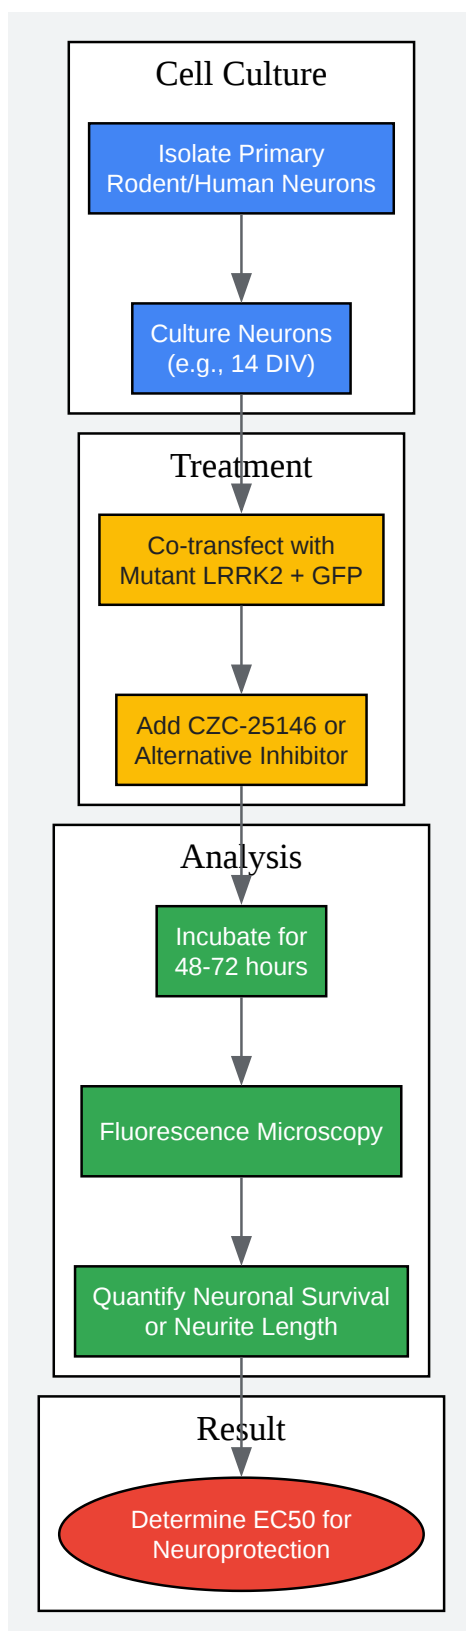 Cell Culture
Isolate Primary
Rodent/Human Neurons
Culture Neurons
(e.g., 14 DIV)
Treatment
Co-transfect with
Mutant LRRK2 + GFP
Add CZC-25146 or
Alternative Inhibitor
Analysis
Incubate for
48-72 hours
Fluorescence Microscopy
Quantify Neuronal Survival
or Neurite Length
Result
Determine EC50 for
Neuroprotection